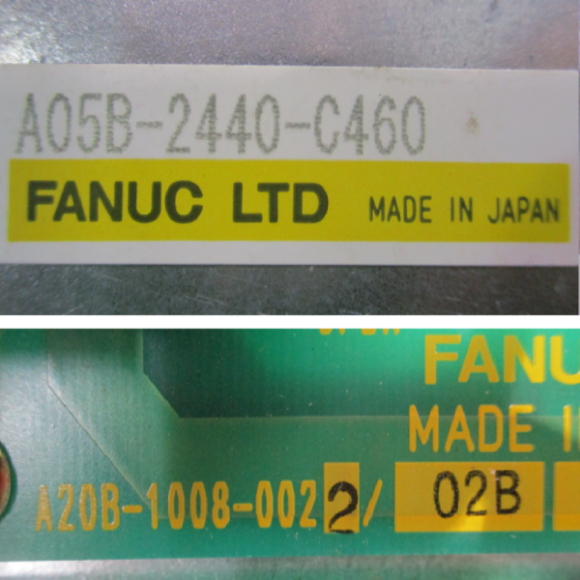 A05B-2440-C460
FANUC LTD MADE IN JAPAN
FANU
MADE I
A20B-1008-0022/ 02B